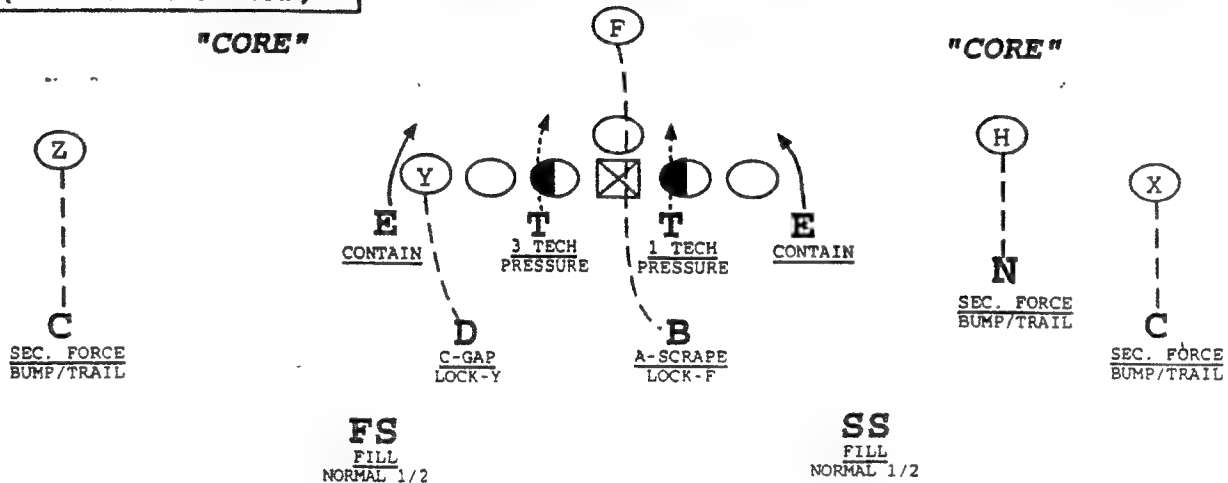 "CORE"
F
"CORE"
Z
H
Y
X
E
CONTAIN
T
3 TECH
PRESSURE
T
1 TECH
PRESSURE
E
CONTAIN
N
SEC. FORCE
BUMP/TRAIL
C
SEC. FORCE
BUMP/TRAIL
D
C-GAP
LOCK-Y
B
A-SCRAPE
LOCK-F
C
SEC. FORCE
BUMP/TRAIL
FS
FILL
NORMAL 1/2
SS
FILL
NORMAL 1/2